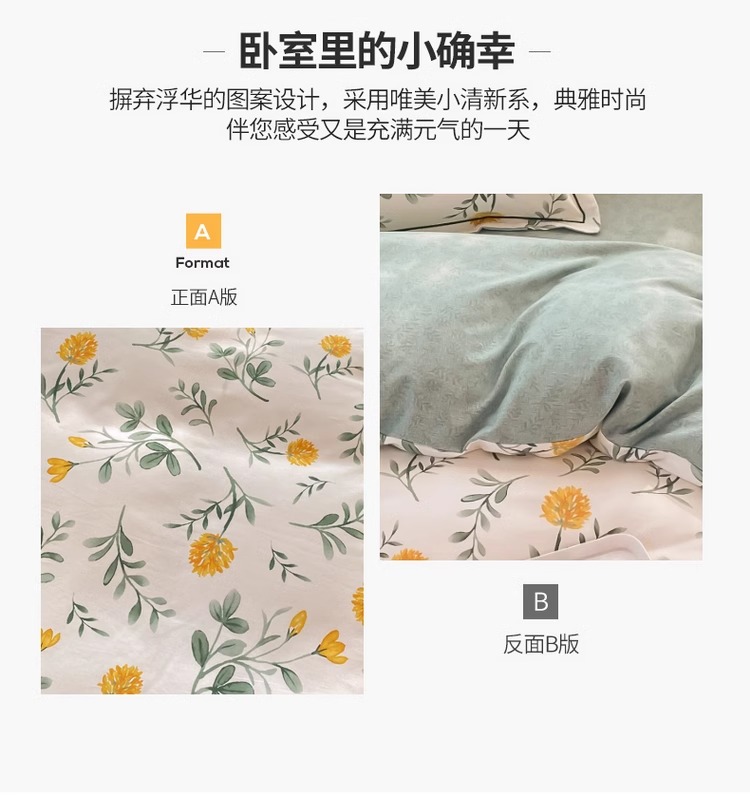 卧室里的小确幸
摒弃浮华的图案设计，采用唯美小清新系，典雅时尚
伴您感受又是充满元气的一天
A
Format
正面A版
B
反面B版